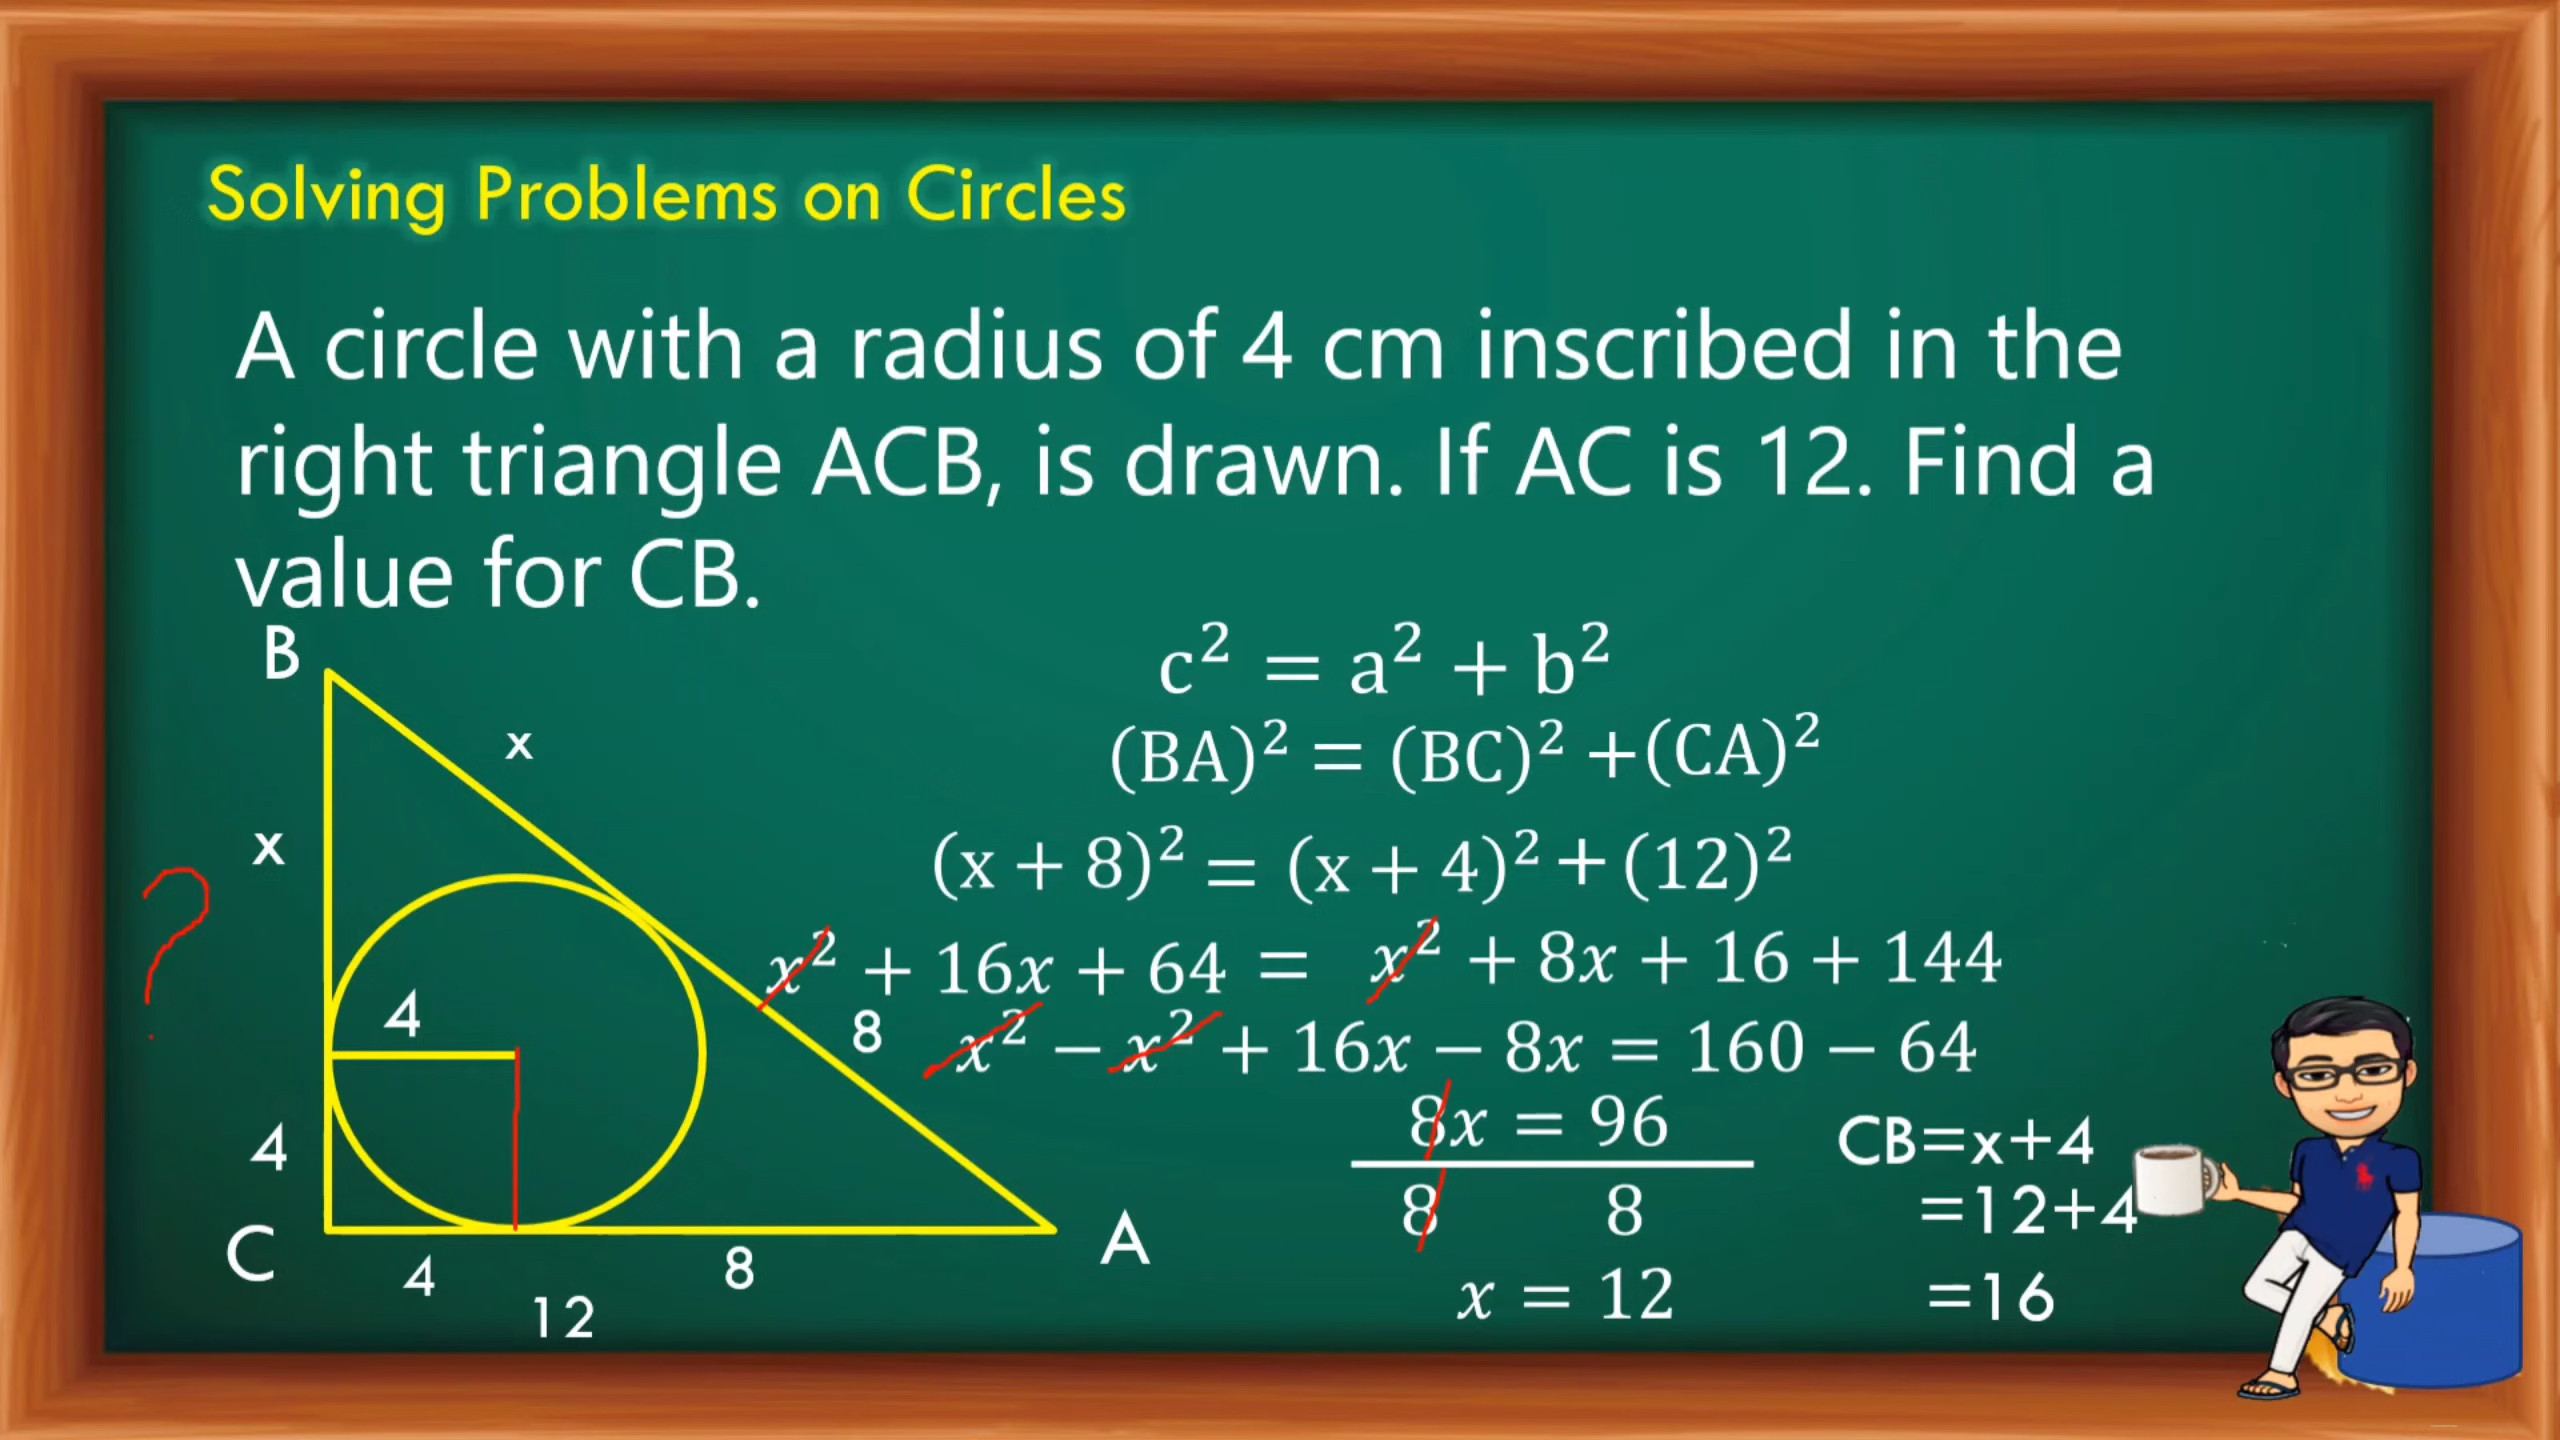 Solving Problems on Circles
A circle with a radius of 4 cm inscribed in the
right triangle ACB, is drawn. If AC is 12. Find a
value for CB.
B
x
x
?
4
4
C
4
12
8
A
8
c² = a² + b²
(BA)² = (BC)² +(CA)²
(x + 8)² = (x + 4)² + (12)²
x² + 16x + 64 = x² + 8x + 16 + 144
x² − x² + 16x − 8x = 160 − 64
8x = 96
8 8
x = 12
CB=x+4
=12+4
=16